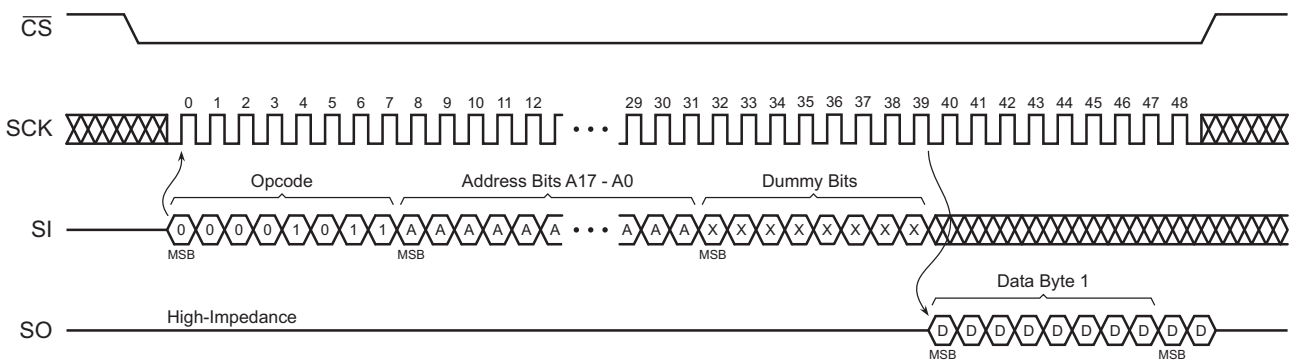 CS
0 1 2 3 4 5 6 7 8 9 10 11 12 29 30 31 32 33 34 35 36 37 38 39 40 41 42 43 44 45 46 47 48
SCK • • •
Opcode Address Bits A17 - A0 Dummy Bits
SI 0 0 0 0 1 0 1 1 A A A A A A • • • A A A X X X X X X X X
MSB MSB MSB
Data Byte 1
High-Impedance
SO D D D D D D D D D D
MSB MSB